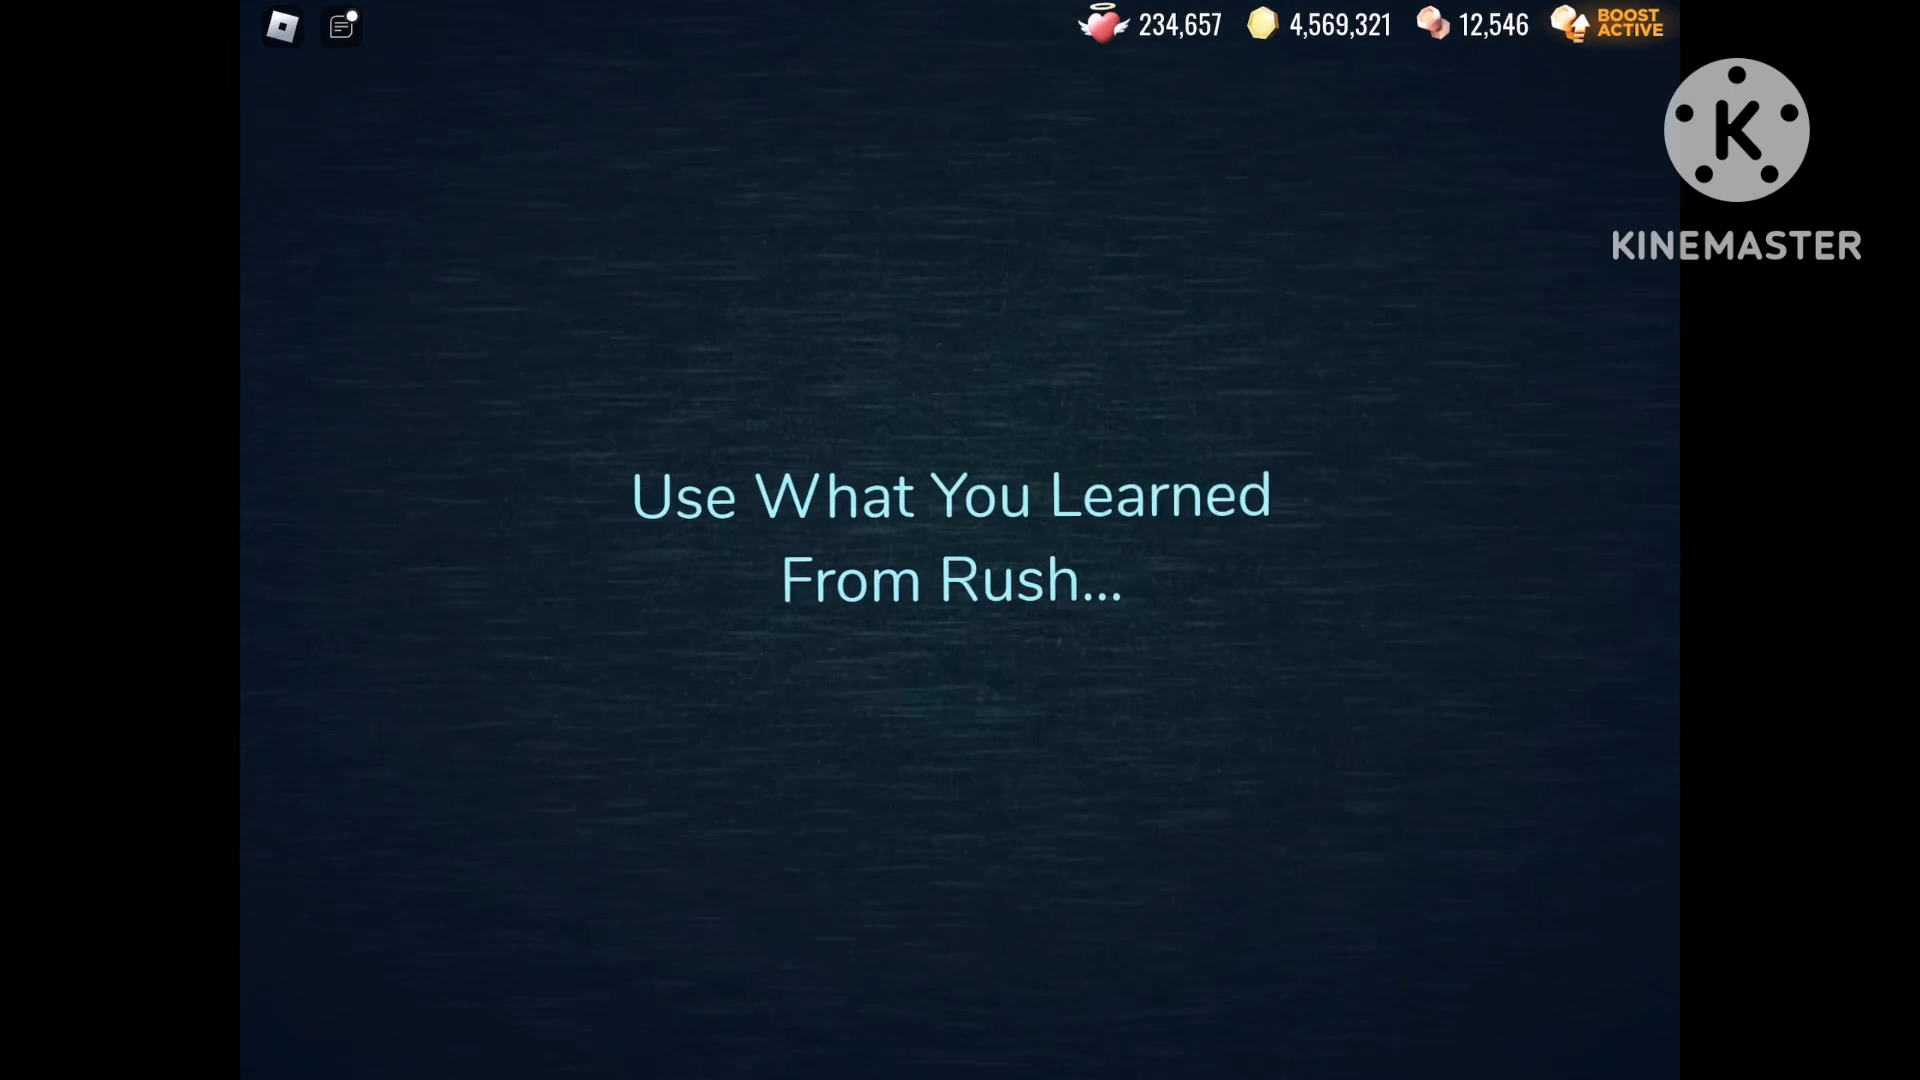 234,657 4,569,321 12,546 BOOST
ACTIVE
K
KINEMASTER
Use What You Learned
From Rush...